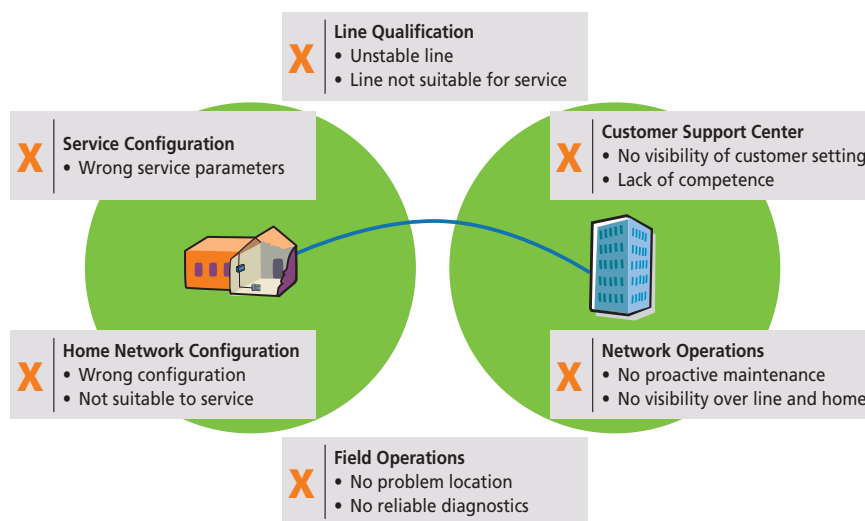 X
Line Qualification
• Unstable line
• Line not suitable for service
X
Service Configuration
• Wrong service parameters
X
Customer Support Center
• No visibility of customer setting
• Lack of competence
X
Home Network Configuration
• Wrong configuration
• Not suitable to service
X
Network Operations
• No proactive maintenance
• No visibility over line and home
X
Field Operations
• No problem location
• No reliable diagnostics